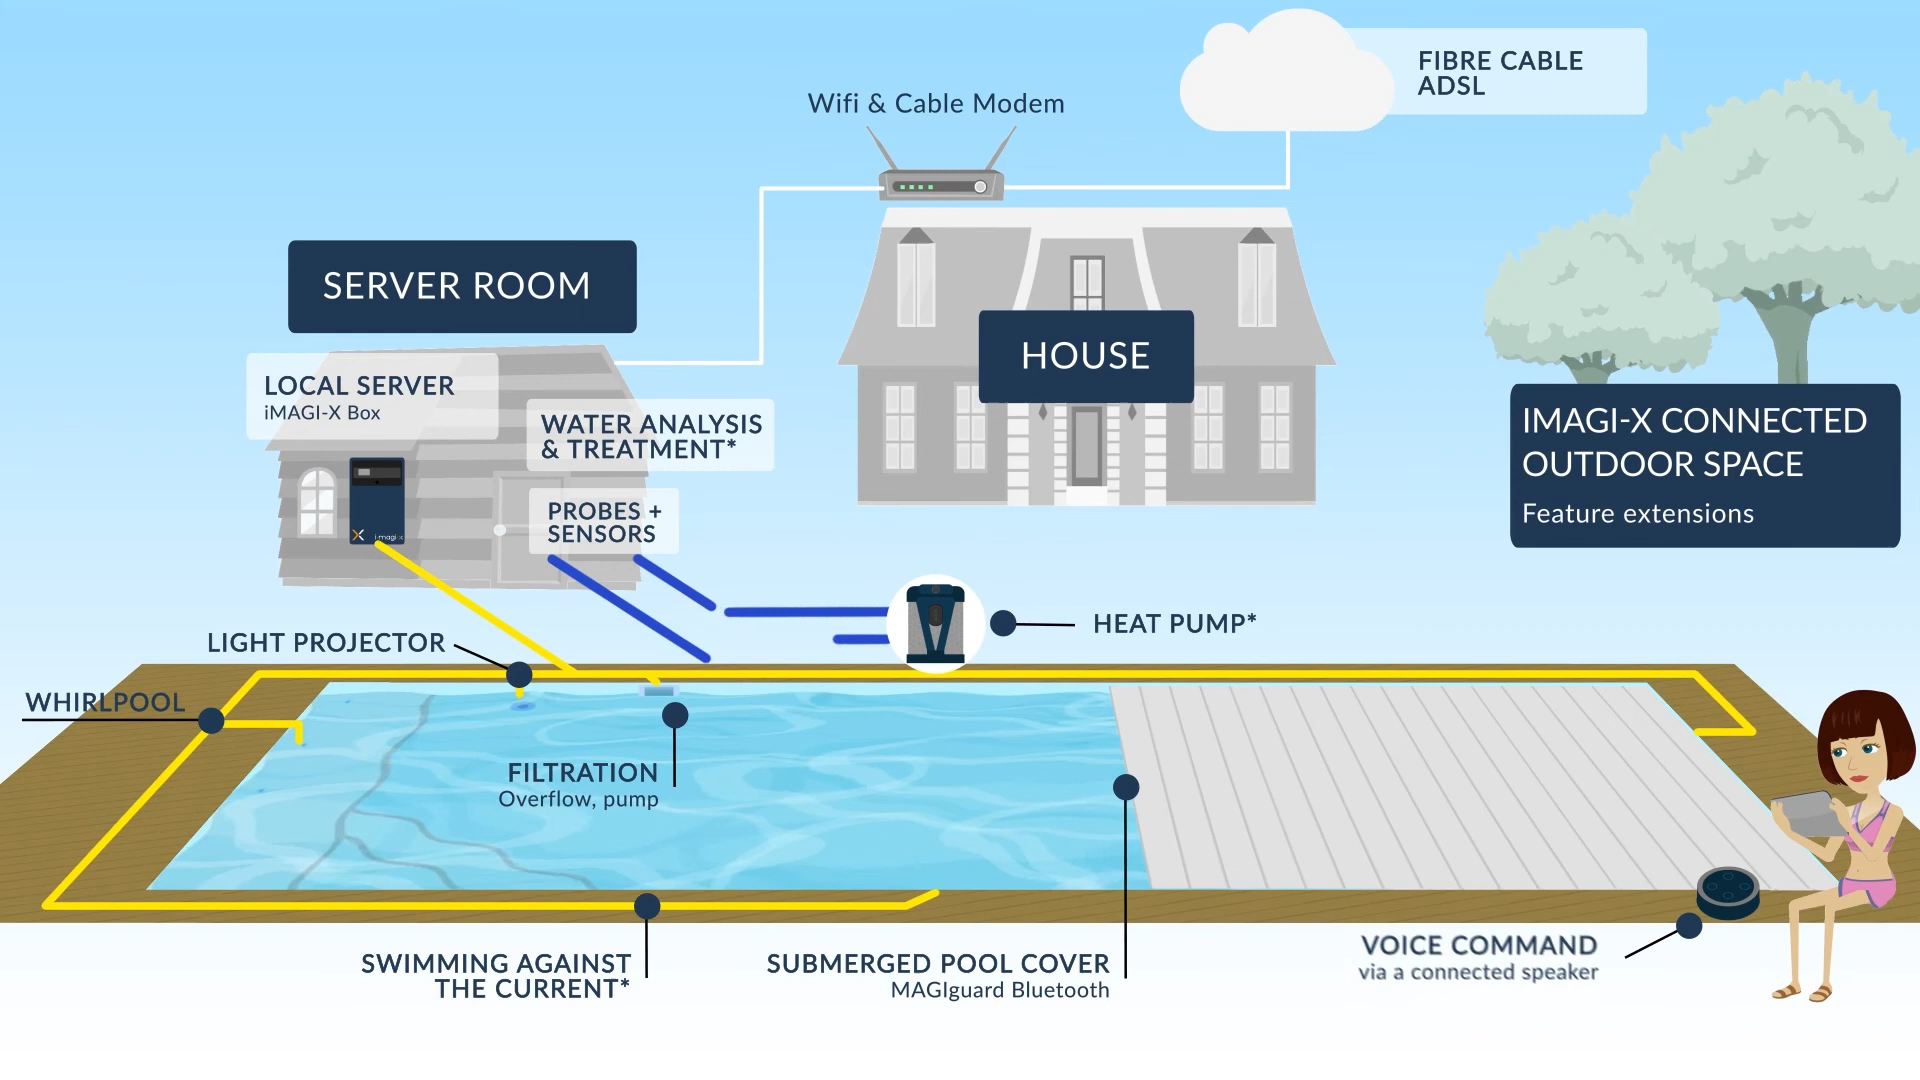 FIBRE CABLE
ADSL
Wifi & Cable Modem
SERVER ROOM
HOUSE
LOCAL SERVER
iMAGI-X Box
WATER ANALYSIS
& TREATMENT*
PROBES +
SENSORS
i-magi-x
IMAGI-X CONNECTED
OUTDOOR SPACE
Feature extensions
HEAT PUMP*
LIGHT PROJECTOR
WHIRLPOOL
FILTRATION
Overflow, pump
SWIMMING AGAINST
THE CURRENT*
SUBMERGED POOL COVER
MAGIguard Bluetooth
VOICE COMMAND
via a connected speaker